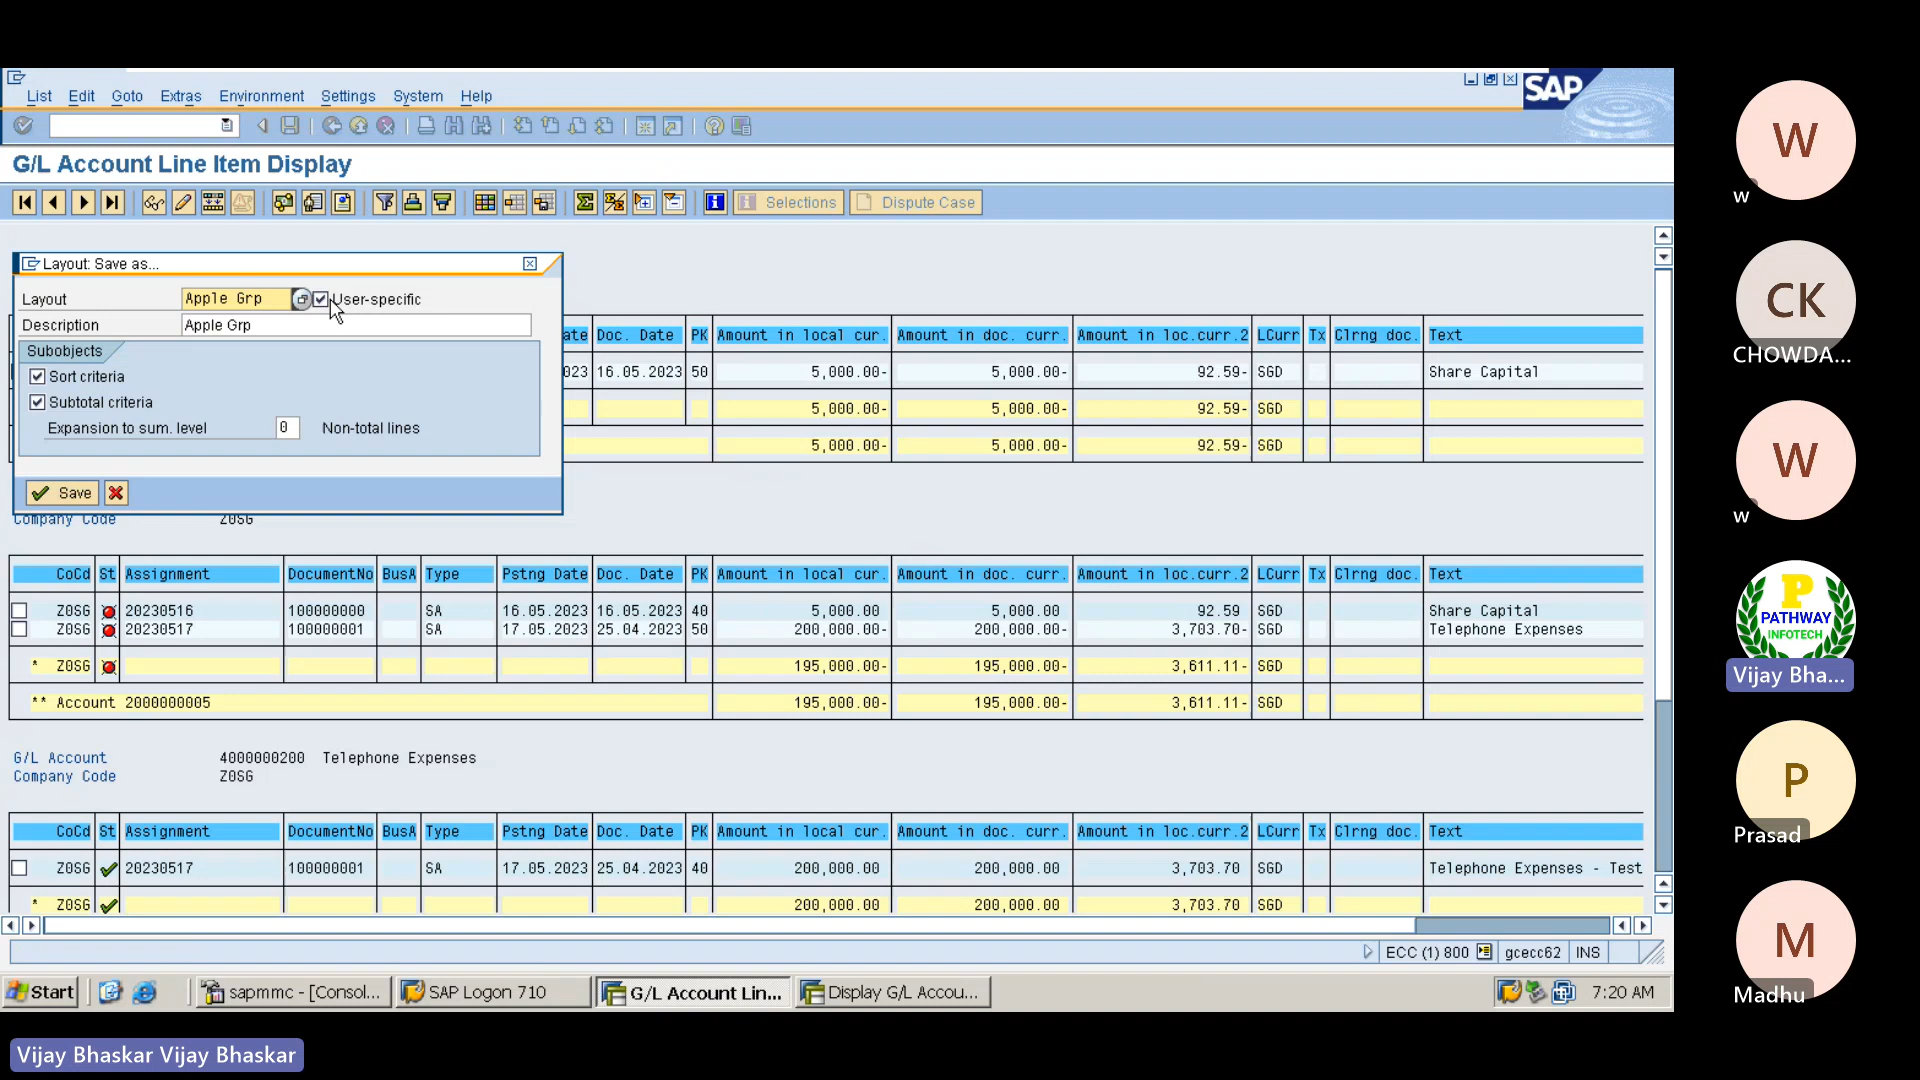 List Edit Goto Extras Environment Settings System Help
SAP
G/L Account Line Item Display
Selections Dispute Case
Layout: Save as...
Layout Apple Grp User-specific
Description Apple Grp
Subobjects
Sort criteria
Subtotal criteria
Expansion to sum. level 0 Non-total lines
Save
ate Doc. Date PK Amount in local cur. Amount in doc. curr. Amount in loc.curr.2 LCurr Tx Clrng doc. Text
023 16.05.2023 50 5,000.00- 5,000.00- 92.59- SGD Share Capital
5,000.00- 5,000.00- 92.59- SGD
5,000.00- 5,000.00- 92.59- SGD
Company Code Z0SG
CoCd St Assignment DocumentNo BusA Type Pstng Date Doc. Date PK Amount in local cur. Amount in doc. curr. Amount in loc.curr.2 LCurr Tx Clrng doc. Text
Z0SG 20230516 100000000 SA 16.05.2023 16.05.2023 40 5,000.00 5,000.00 92.59 SGD Share Capital
Z0SG 20230517 100000001 SA 17.05.2023 25.04.2023 50 200,000.00- 200,000.00- 3,703.70- SGD Telephone Expenses
* Z0SG 195,000.00- 195,000.00- 3,611.11- SGD
** Account 2000000005 195,000.00- 195,000.00- 3,611.11- SGD
G/L Account 4000000200 Telephone Expenses
Company Code Z0SG
CoCd St Assignment DocumentNo BusA Type Pstng Date Doc. Date PK Amount in local cur. Amount in doc. curr. Amount in loc.curr.2 LCurr Tx Clrng doc. Text
Z0SG 20230517 100000001 SA 17.05.2023 25.04.2023 40 200,000.00 200,000.00 3,703.70 SGD Telephone Expenses - Test
* Z0SG 200,000.00 200,000.00 3,703.70 SGD
ECC (1) 800 gcecc62 INS
Start sapmmc - [Consol... SAP Logon 710 G/L Account Lin... Display G/L Accou... 7:20 AM
Vijay Bhaskar Vijay Bhaskar
W
w
CK
CHOWDA...
W
w
P
PATHWAY
INFOTECH
Vijay Bha...
P
Prasad
M
Madhu